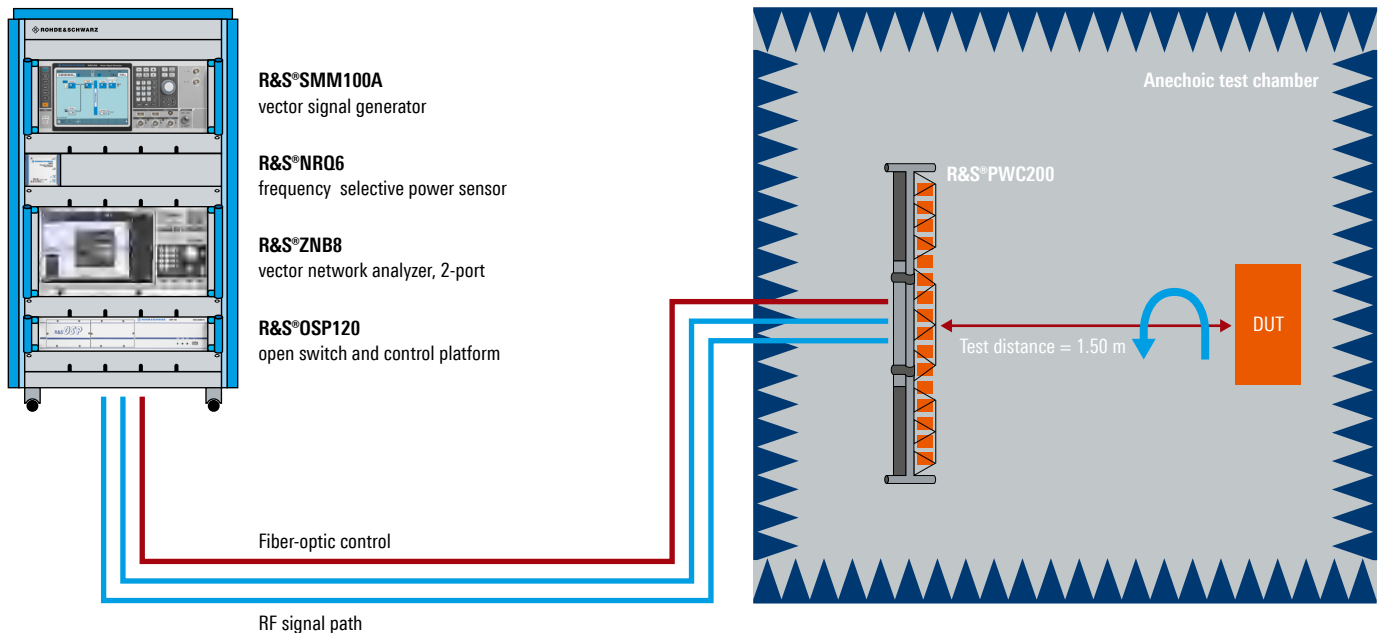 ROHDE&SCHWARZ
R&S®SMM100A
vector signal generator
R&S®NRQ6
frequency selective power sensor
R&S®ZNB8
vector network analyzer, 2-port
R&S®OSP120
open switch and control platform
R&S OSP
Fiber-optic control
RF signal path
Anechoic test chamber
R&S®PWC200
Test distance = 1.50 m
DUT